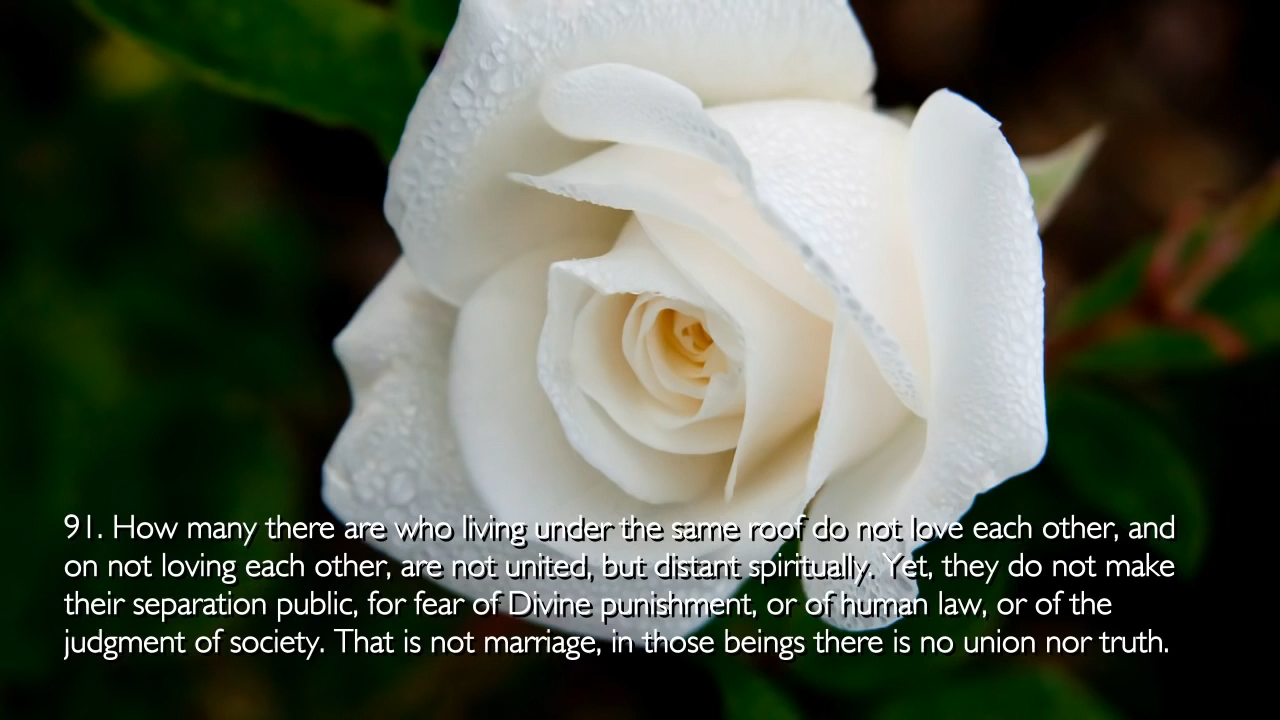 91. How many there are who living under the same roof do not love each other, and
on not loving each other, are not united, but distant spiritually. Yet, they do not make
their separation public, for fear of Divine punishment, or of human law, or of the
judgment of society. That is not marriage, in those beings there is no union nor truth.